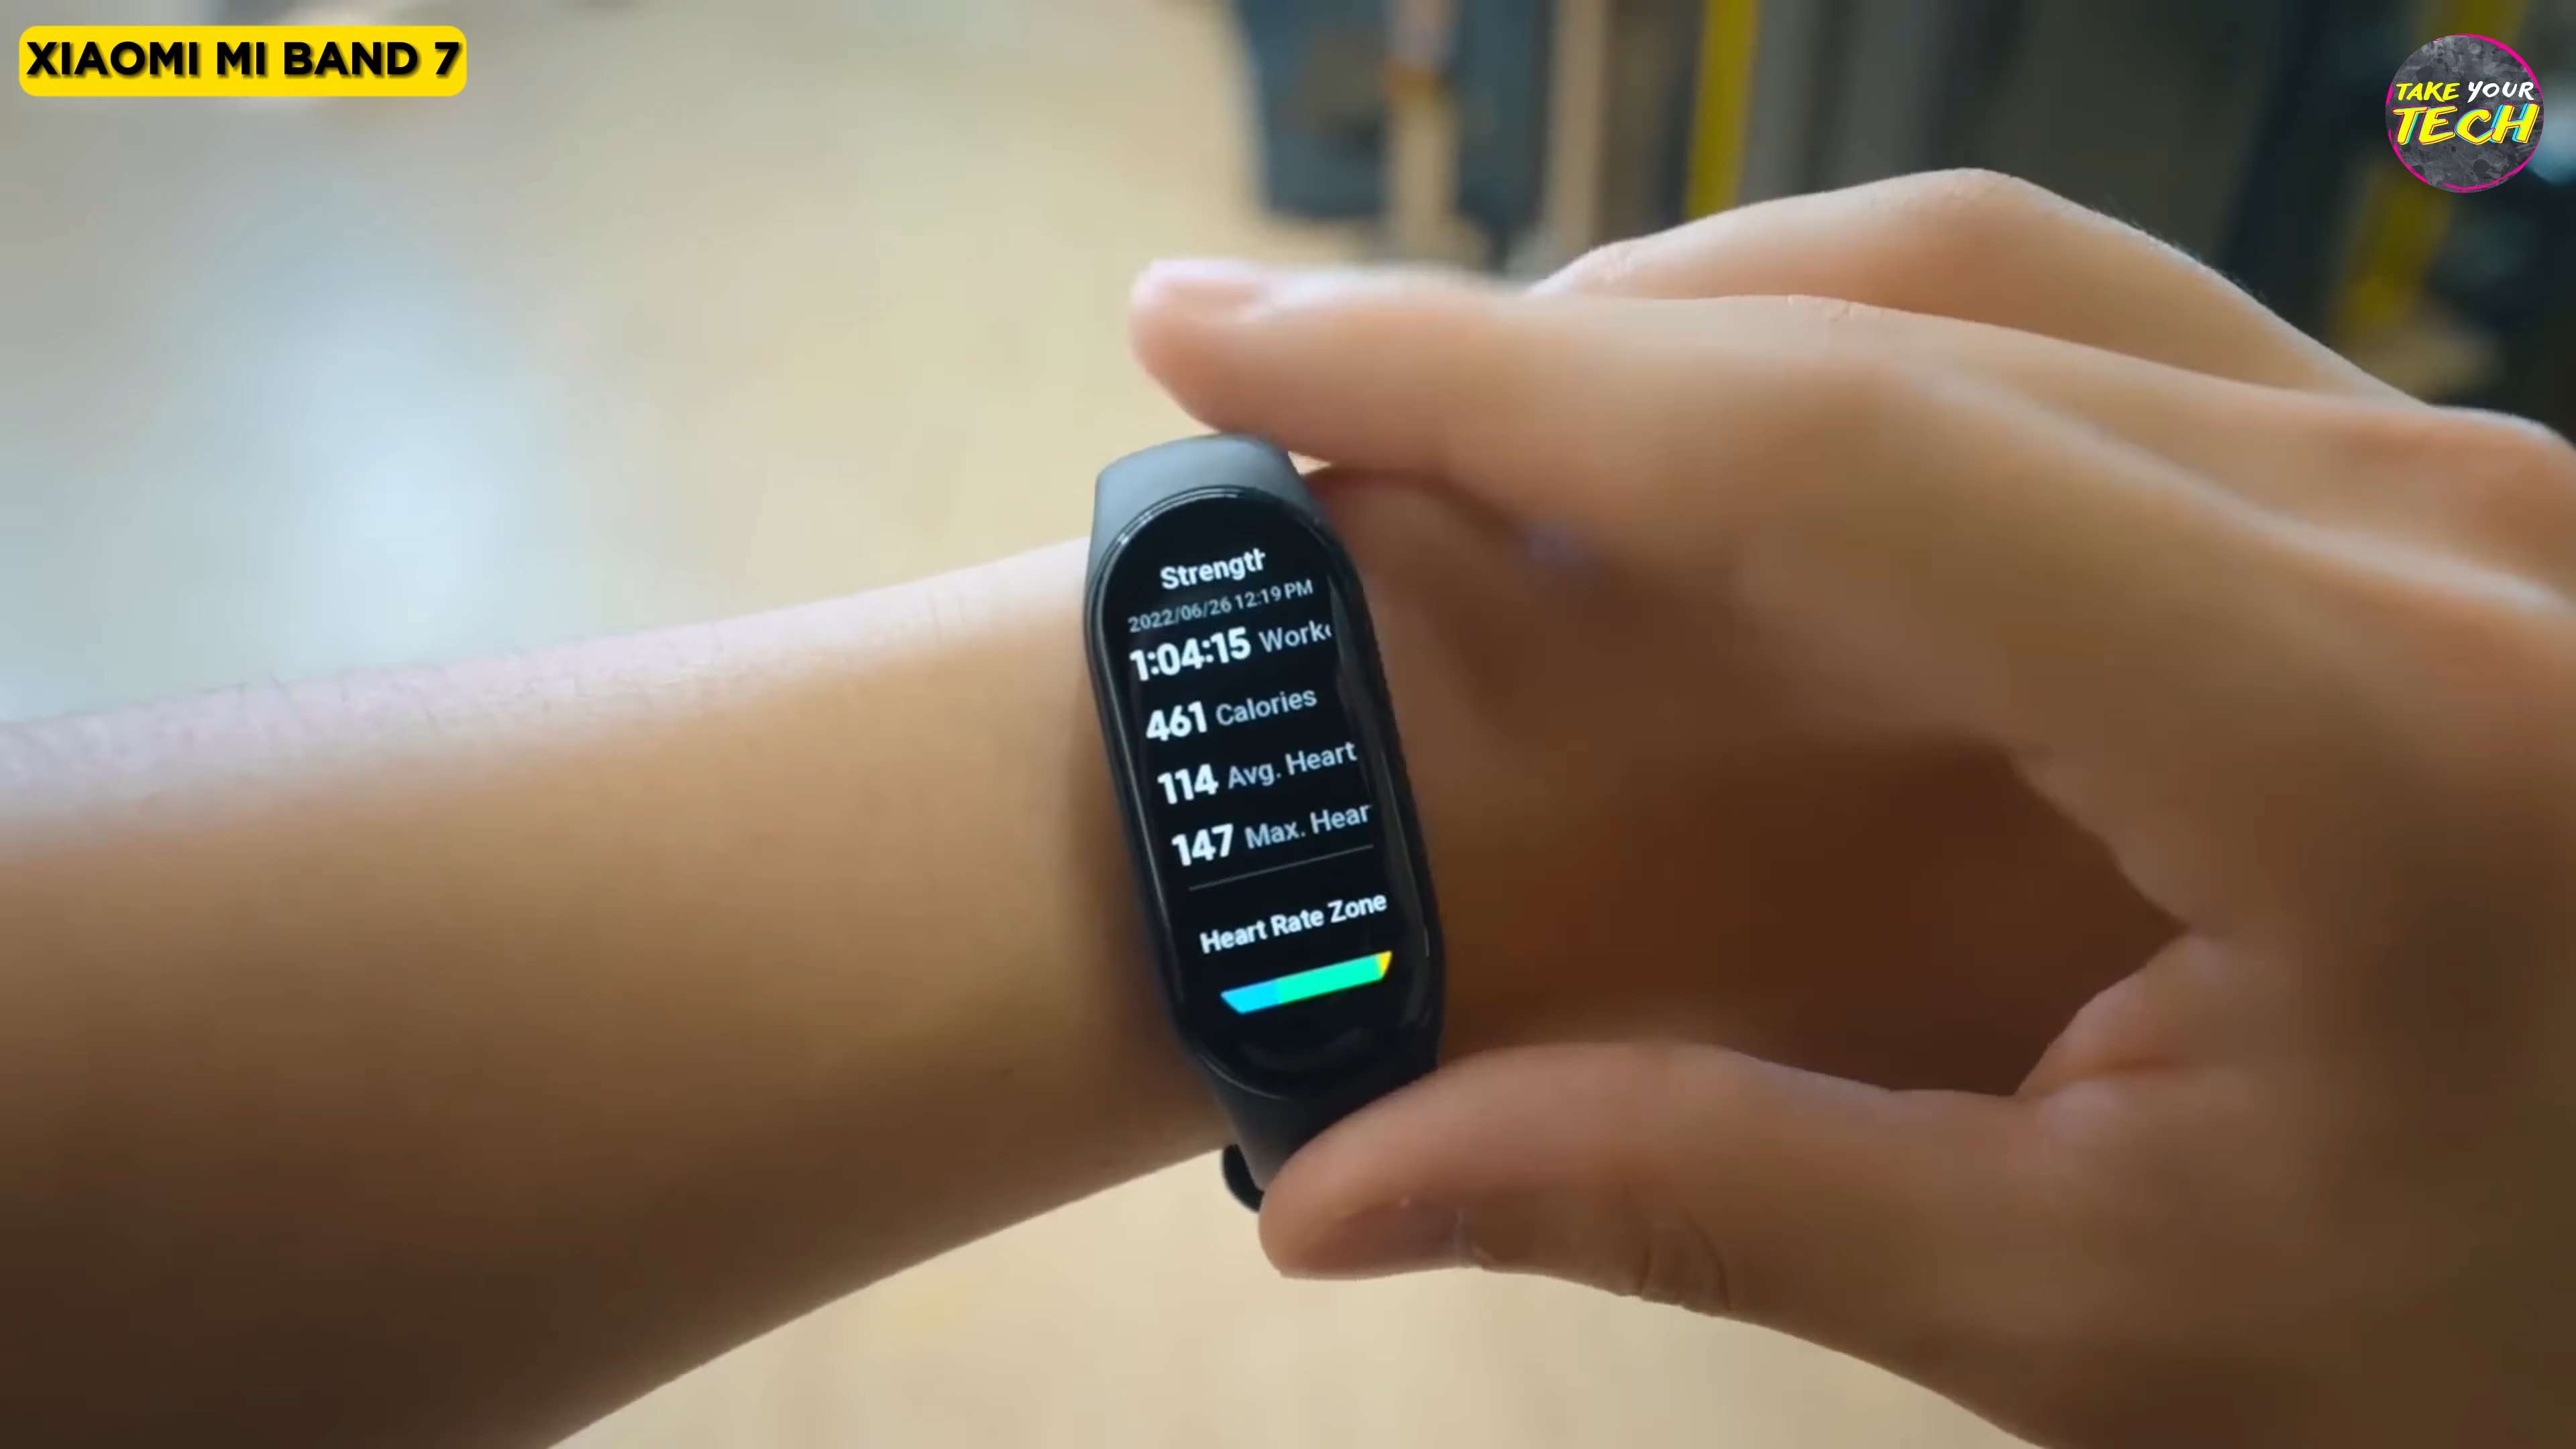 XIAOMI MI BAND 7
TAKE YOUR
TECH
Strengt
2022/06/26 12:19 PM
1:04:15 Work
461 Calories
114 Avg. Heart
147 Max. Hear
Heart Rate Zone